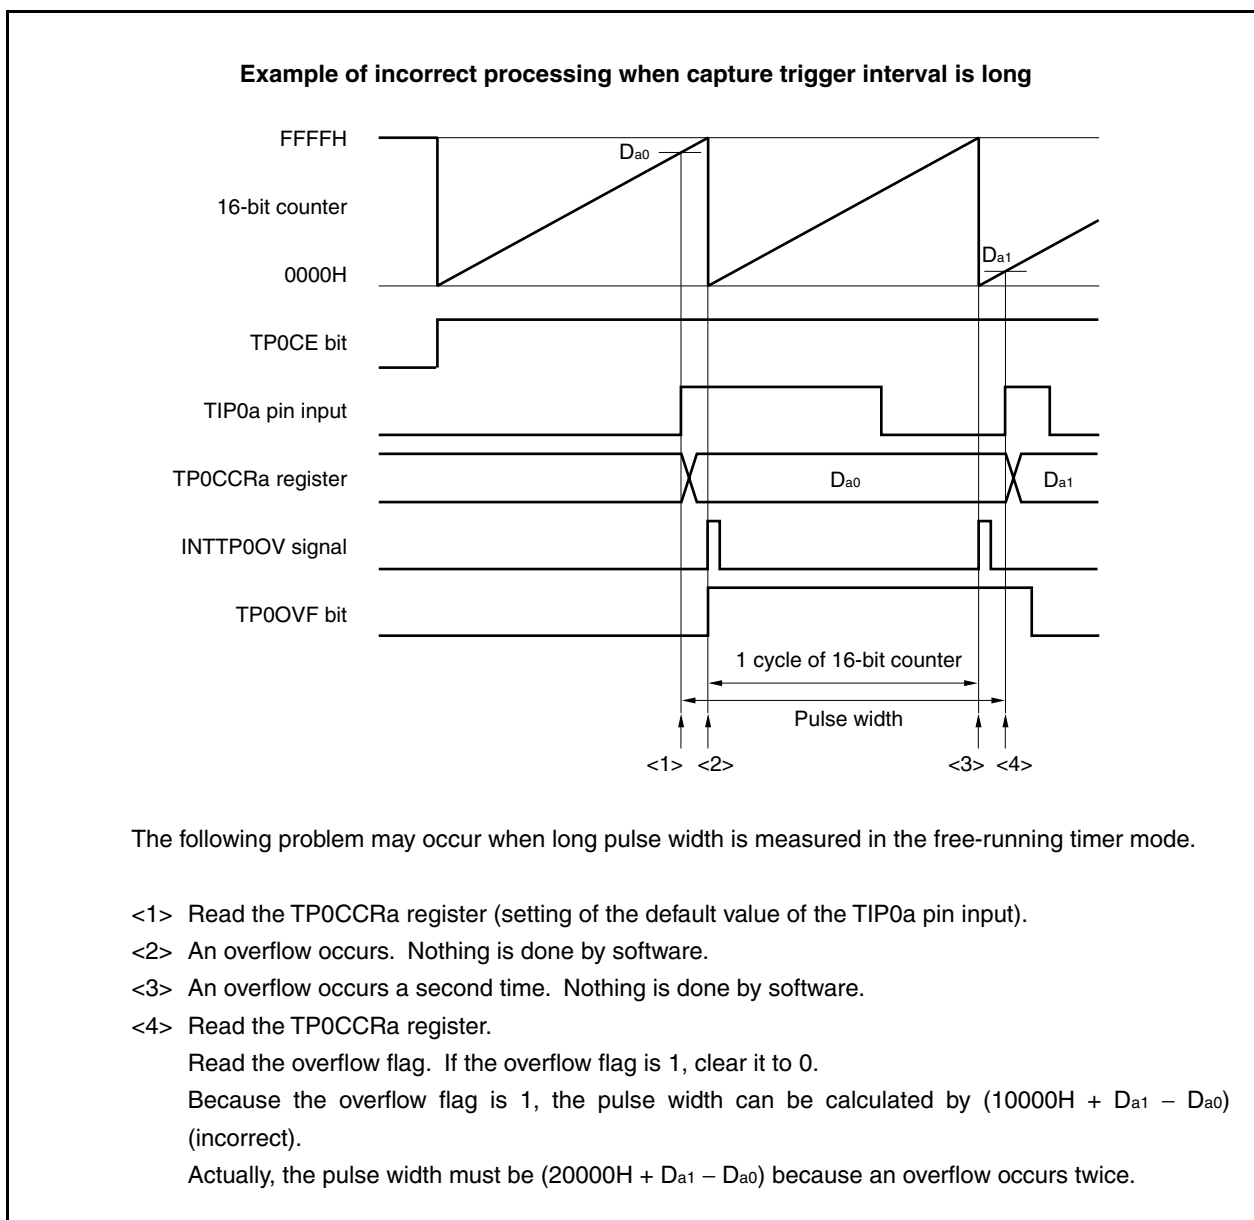 Example of incorrect processing when capture trigger interval is long
FFFFH
Da0
16-bit counter
Da1
0000H
TP0CE bit
TIP0a pin input
TP0CCRa register
Da0
Da1
INTTP0OV signal
TP0OVF bit
1 cycle of 16-bit counter
Pulse width
<1> <2> <3> <4>
The following problem may occur when long pulse width is measured in the free-running timer mode.
<1> Read the TP0CCRa register (setting of the default value of the TIP0a pin input).
<2> An overflow occurs. Nothing is done by software.
<3> An overflow occurs a second time. Nothing is done by software.
<4> Read the TP0CCRa register.
Read the overflow flag. If the overflow flag is 1, clear it to 0.
Because the overflow flag is 1, the pulse width can be calculated by (10000H + Da1 − Da0)
(incorrect).
Actually, the pulse width must be (20000H + Da1 − Da0) because an overflow occurs twice.